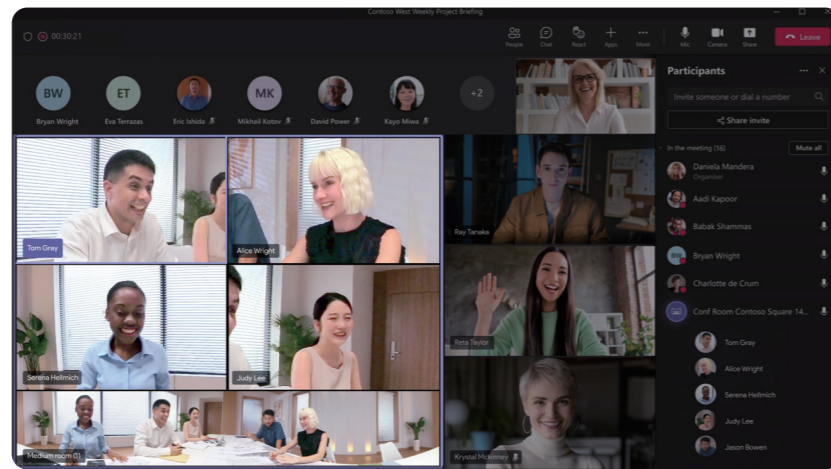 Contoso West Weekly Project Briefing
00:30:21
People
Chat
React
Apps
More
Mic
Camera
Share
Leave
BW
ET
MK
+2
Bryan Wright
Eva Terrazas
Eric Ishida
Mikhail Kotov
David Power
Kayo Miwa
Tom Gray
Alice Wright
Serena Hellmich
Judy Lee
Medium room 01
Ray Tanaka
Reta Taylor
Krystal Mckinney
Participants
Invite someone or dial a number
Share invite
In the meeting (16)
Mute all
Daniela Mandera
Organiser
Aadi Kapoor
Babak Shammas
BW
Bryan Wright
Charlotte de Crum
Conf Room Contoso Square 14...
Tom Gray
Alice Wright
Serena Hellmich
Judy Lee
Jason Bowen